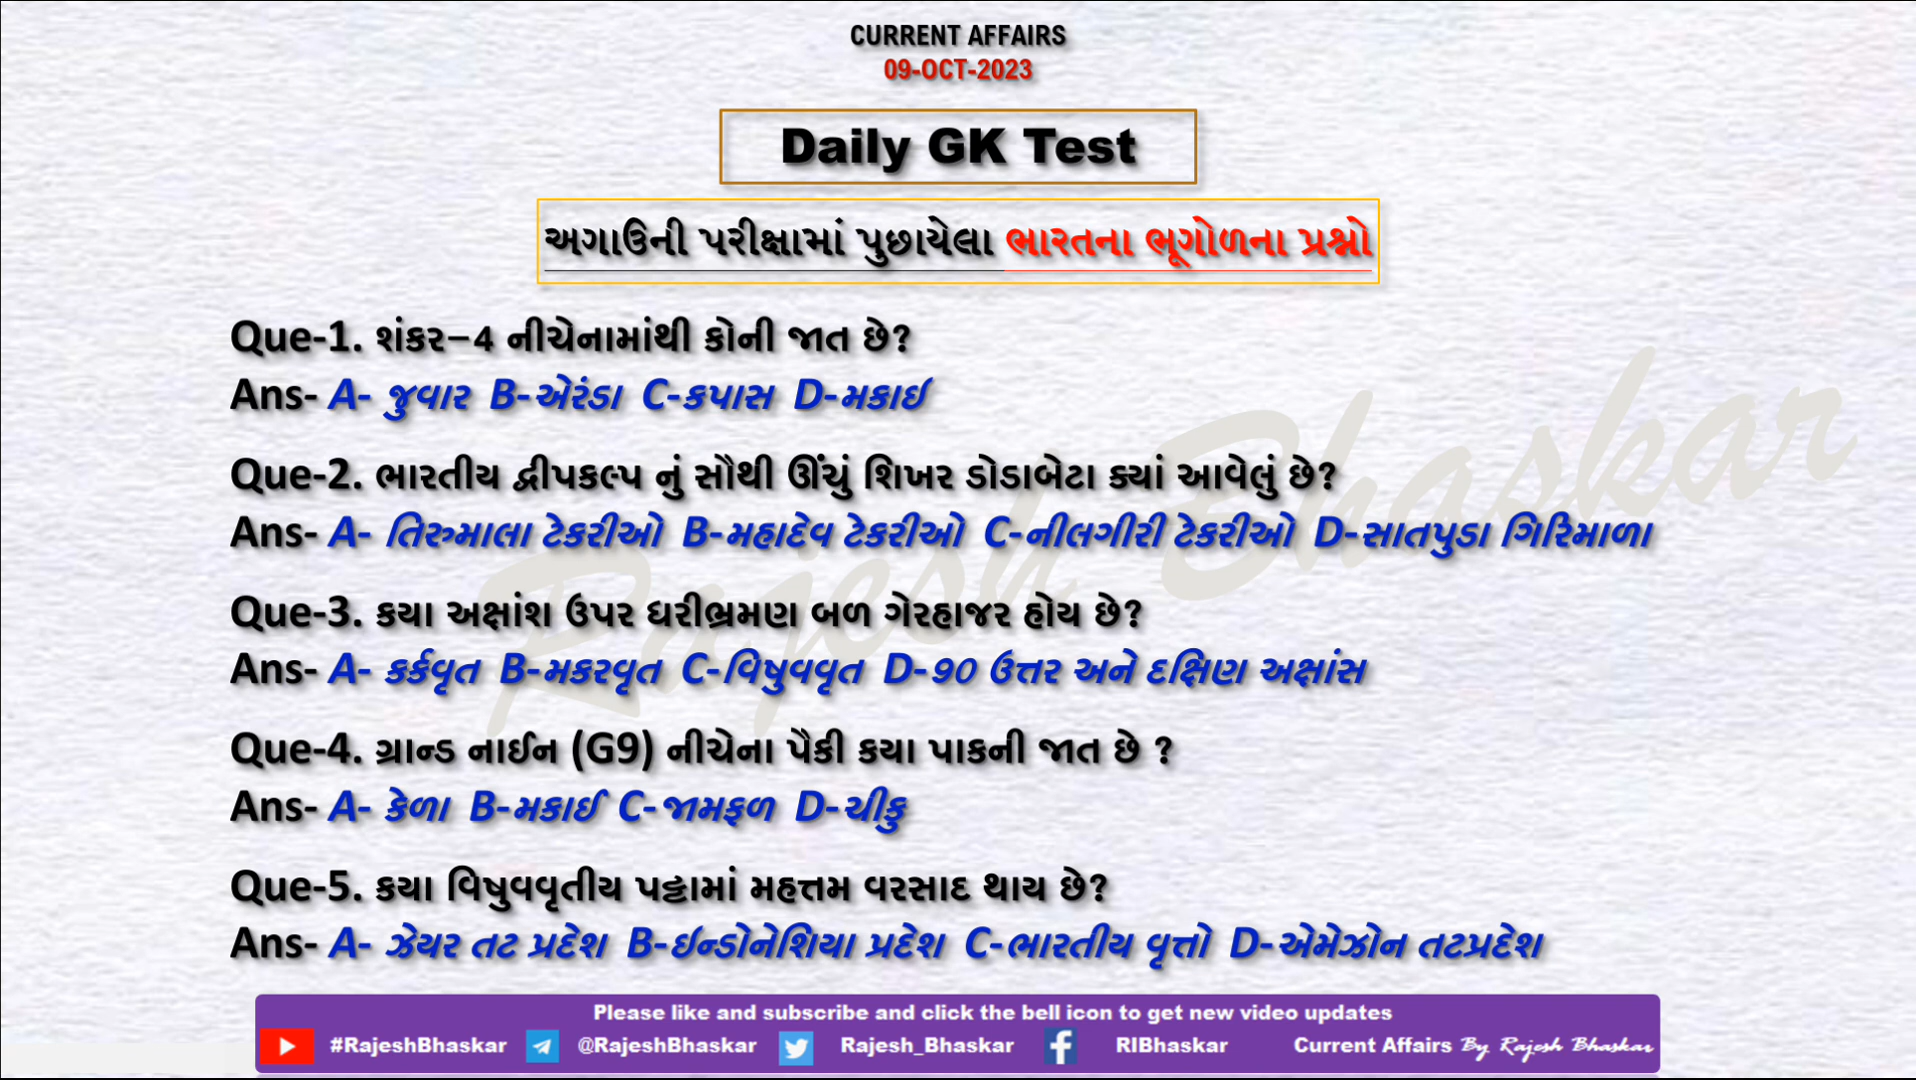 CURRENT AFFAIRS
09-OCT-2023
Daily GK Test
અગાઉની પરીક્ષામાં પુછાયેલા ભારતના ભૂગોળના પ્રશ્નો
Que-1. શંકર–4 નીચેનામાંથી કોની જાત છે?
Ans- A- જુવાર B-એરંડા C-કપાસ D-મકાઇ
Que-2. ભારતીય દ્વીપકલ્પ નું સૌથી ઊંચું શિખર ડોડાબેટા ક્યાં આવેલું છે?
Ans- A- તિરુમાલા ટેકરીઓ B-મહાદેવ ટેકરીઓ C-નીલગીરી ટેકરીઓ D-સાતપુડા ગિરિમાળા
Que-3. કયા અક્ષાંશ ઉપર ધરીભ્રમણ બળ ગેરહાજર હોય છે?
Ans- A- કર્કવૃત B-મકરવૃત C-વિષુવવૃત D-90 ઉત્તર અને દક્ષિણ અક્ષાંસ
Que-4. ગ્રાન્ડ નાઈન (G9) નીચેના પૈકી કયા પાકની જાત છે ?
Ans- A- કેળા B-મકાઈ C-જામફળ D-ચીકુ
Que-5. કયા વિષુવવૃતીય પટ્ટામાં મહત્તમ વરસાદ થાય છે?
Ans- A- ઝેયર તટ પ્રદેશ B-ઇન્ડોનેશિયા પ્રદેશ C-ભારતીય વૃત્તો D-એમેઝોન તટપ્રદેશ
Rajesh Bhaskar
Please like and subscribe and click the bell icon to get new video updates
#RajeshBhaskar @RajeshBhaskar Rajesh_Bhaskar RIBhaskar Current Affairs By Rajesh Bhaskar